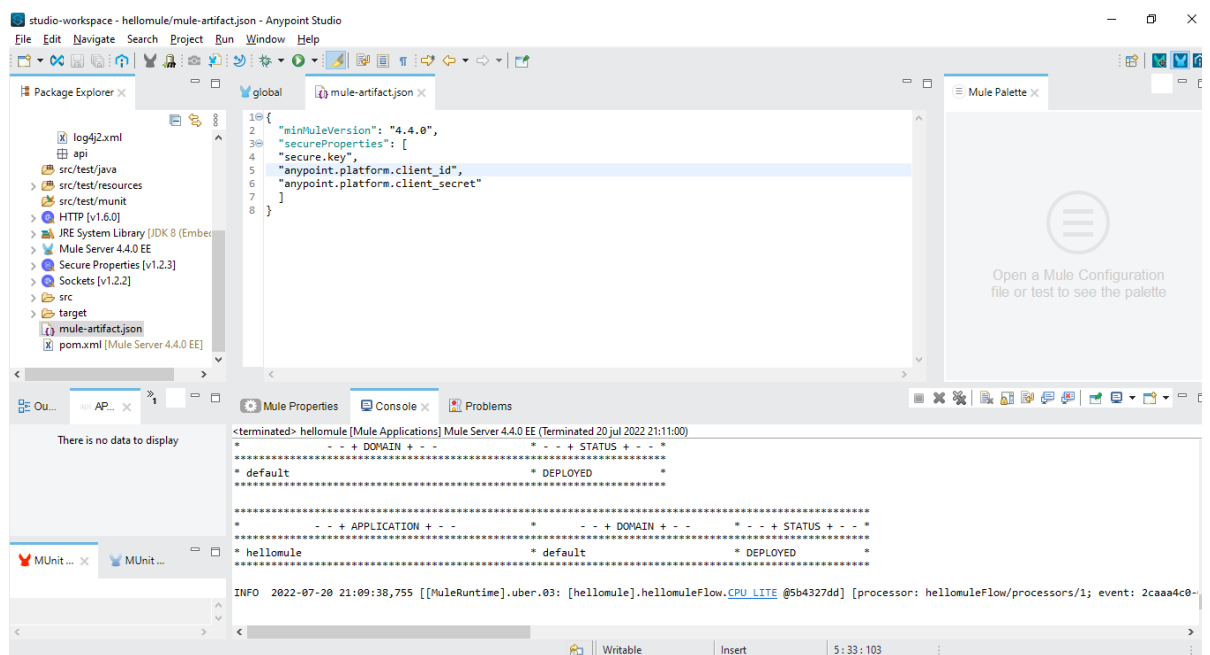 studio-workspace - hellomule/mule-artifact.json - Anypoint Studio
File Edit Navigate Search Project Run Window Help
Package Explorer
log4j2.xml
api
src/test/java
src/test/resources
src/test/munit
HTTP [v1.6.0]
JRE System Library [JDK 8 (Embed
Mule Server 4.4.0 EE
Secure Properties [v1.2.3]
Sockets [v1.2.2]
src
target
mule-artifact.json
pom.xml [Mule Server 4.4.0 EE]
global mule-artifact.json
1 {
2 "minMuleVersion": "4.4.0",
3 "secureProperties": [
4 "secure.key",
5 "anypoint.platform.client_id",
6 "anypoint.platform.client_secret"
7 ]
8 }
Mule Palette
Open a Mule Configuration
file or test to see the palette
Ou... AP... »1
There is no data to display
MUnit ... MUnit ...
Mule Properties Console Problems
<terminated> hellomule [Mule Applications] Mule Server 4.4.0 EE (Terminated 20 jul 2022 21:11:00)
* - - + DOMAIN + - - * - - + STATUS + - - *
**********************************************************************
* default * DEPLOYED *
**********************************************************************
*******************************************************************************************************
* - - + APPLICATION + - - * - - + DOMAIN + - - * - - + STATUS + - - *
*******************************************************************************************************
* hellomule * default * DEPLOYED *
*******************************************************************************************************
INFO 2022-07-20 21:09:38,755 [[MuleRuntime].uber.03: [hellomule].hellomuleFlow.CPU_LITE @5b4327dd] [processor: hellomuleFlow/processors/1; event: 2caaa4c0-
Writable Insert 5 : 33 : 103